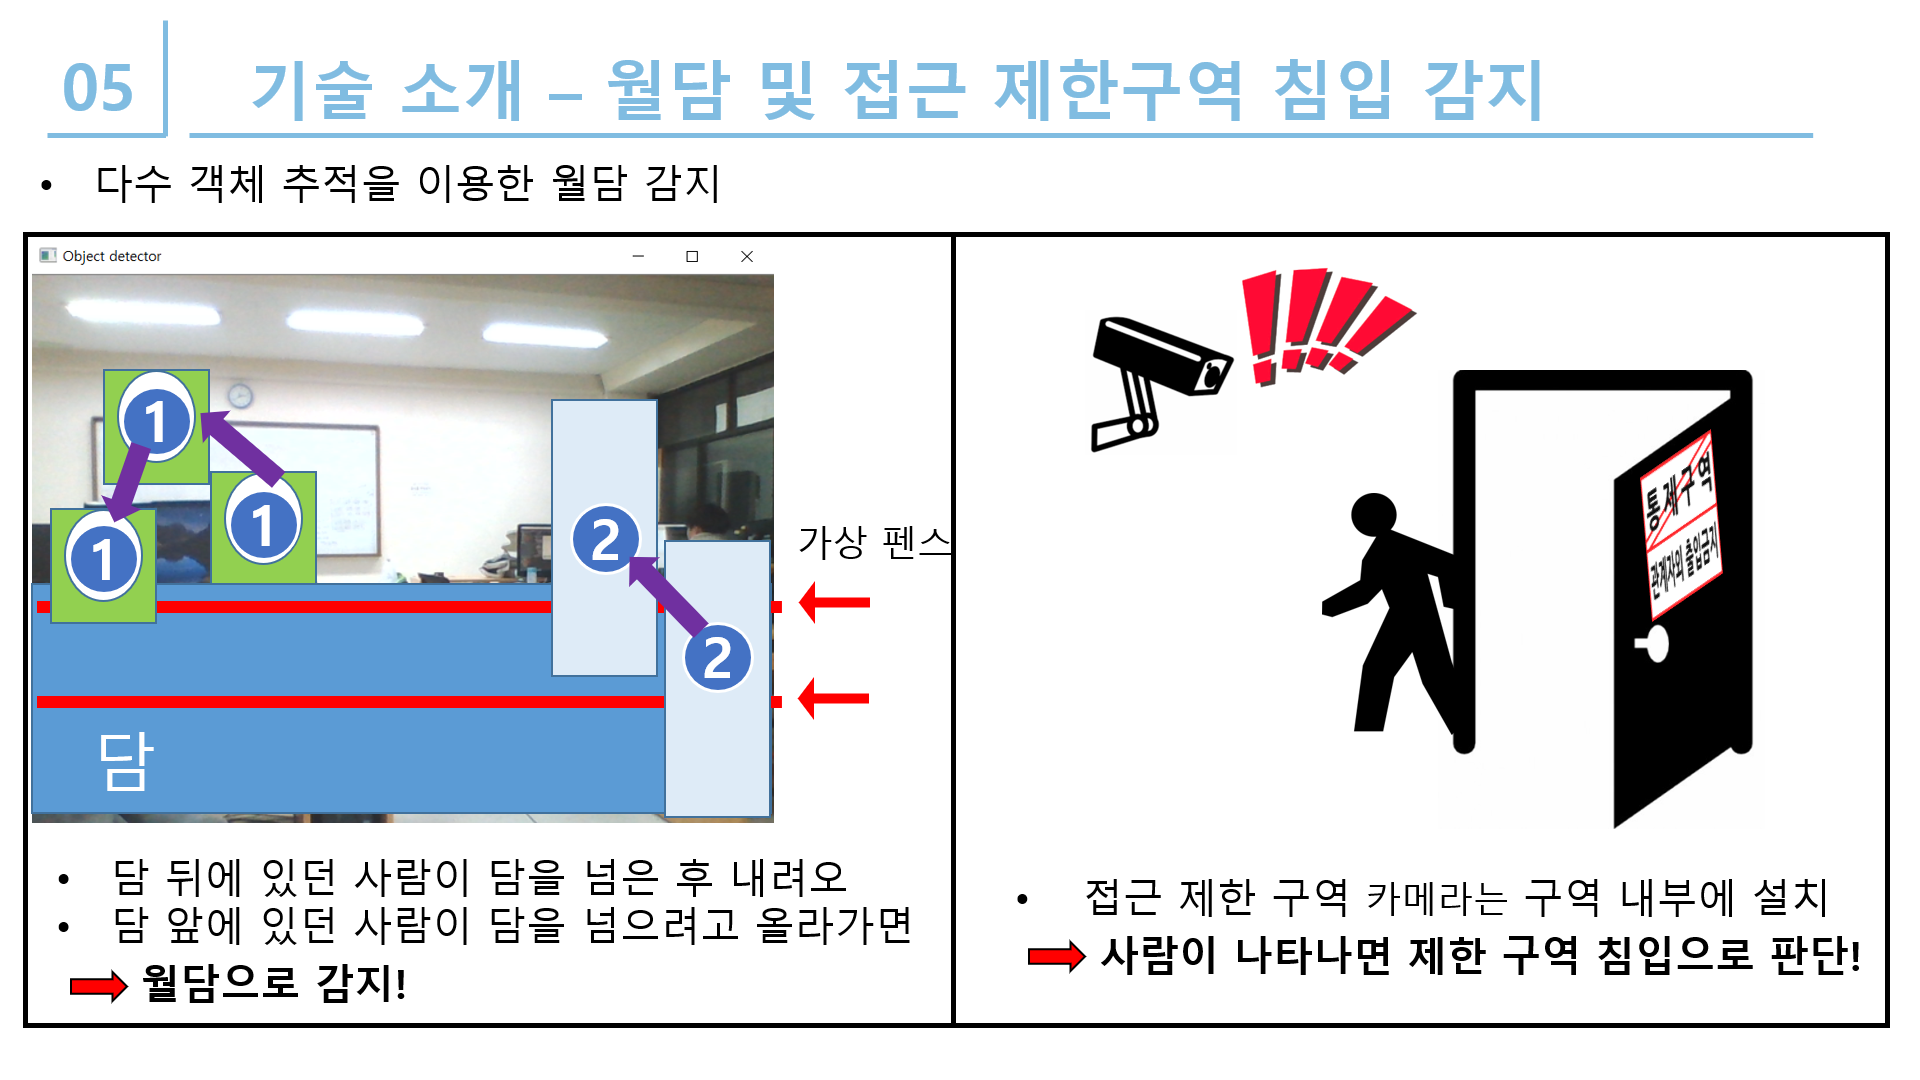 05
기술 소개 – 월담 및 접근 제한구역 침입 감지
• 다수 객체 추적을 이용한 월담 감지
Object detector
1
1
1
2
2
가상 펜스
담
• 담 뒤에 있던 사람이 담을 넘은 후 내려오
• 담 앞에 있던 사람이 담을 넘으려고 올라가면
월담으로 감지!
통제구역
관계자외 출입금지
• 접근 제한 구역 카메라는 구역 내부에 설치
사람이 나타나면 제한 구역 침입으로 판단!